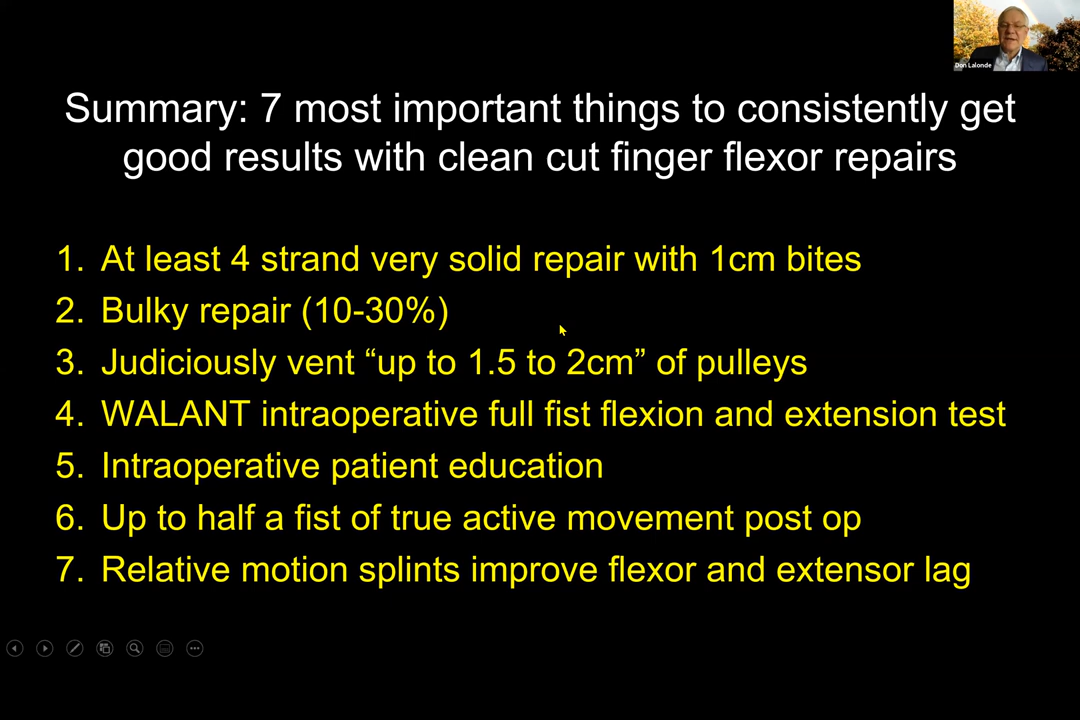 Don Lalonde
Summary: 7 most important things to consistently get
good results with clean cut finger flexor repairs
1. At least 4 strand very solid repair with 1cm bites
2. Bulky repair (10-30%)
3. Judiciously vent “up to 1.5 to 2cm” of pulleys
4. WALANT intraoperative full fist flexion and extension test
5. Intraoperative patient education
6. Up to half a fist of true active movement post op
7. Relative motion splints improve flexor and extensor lag